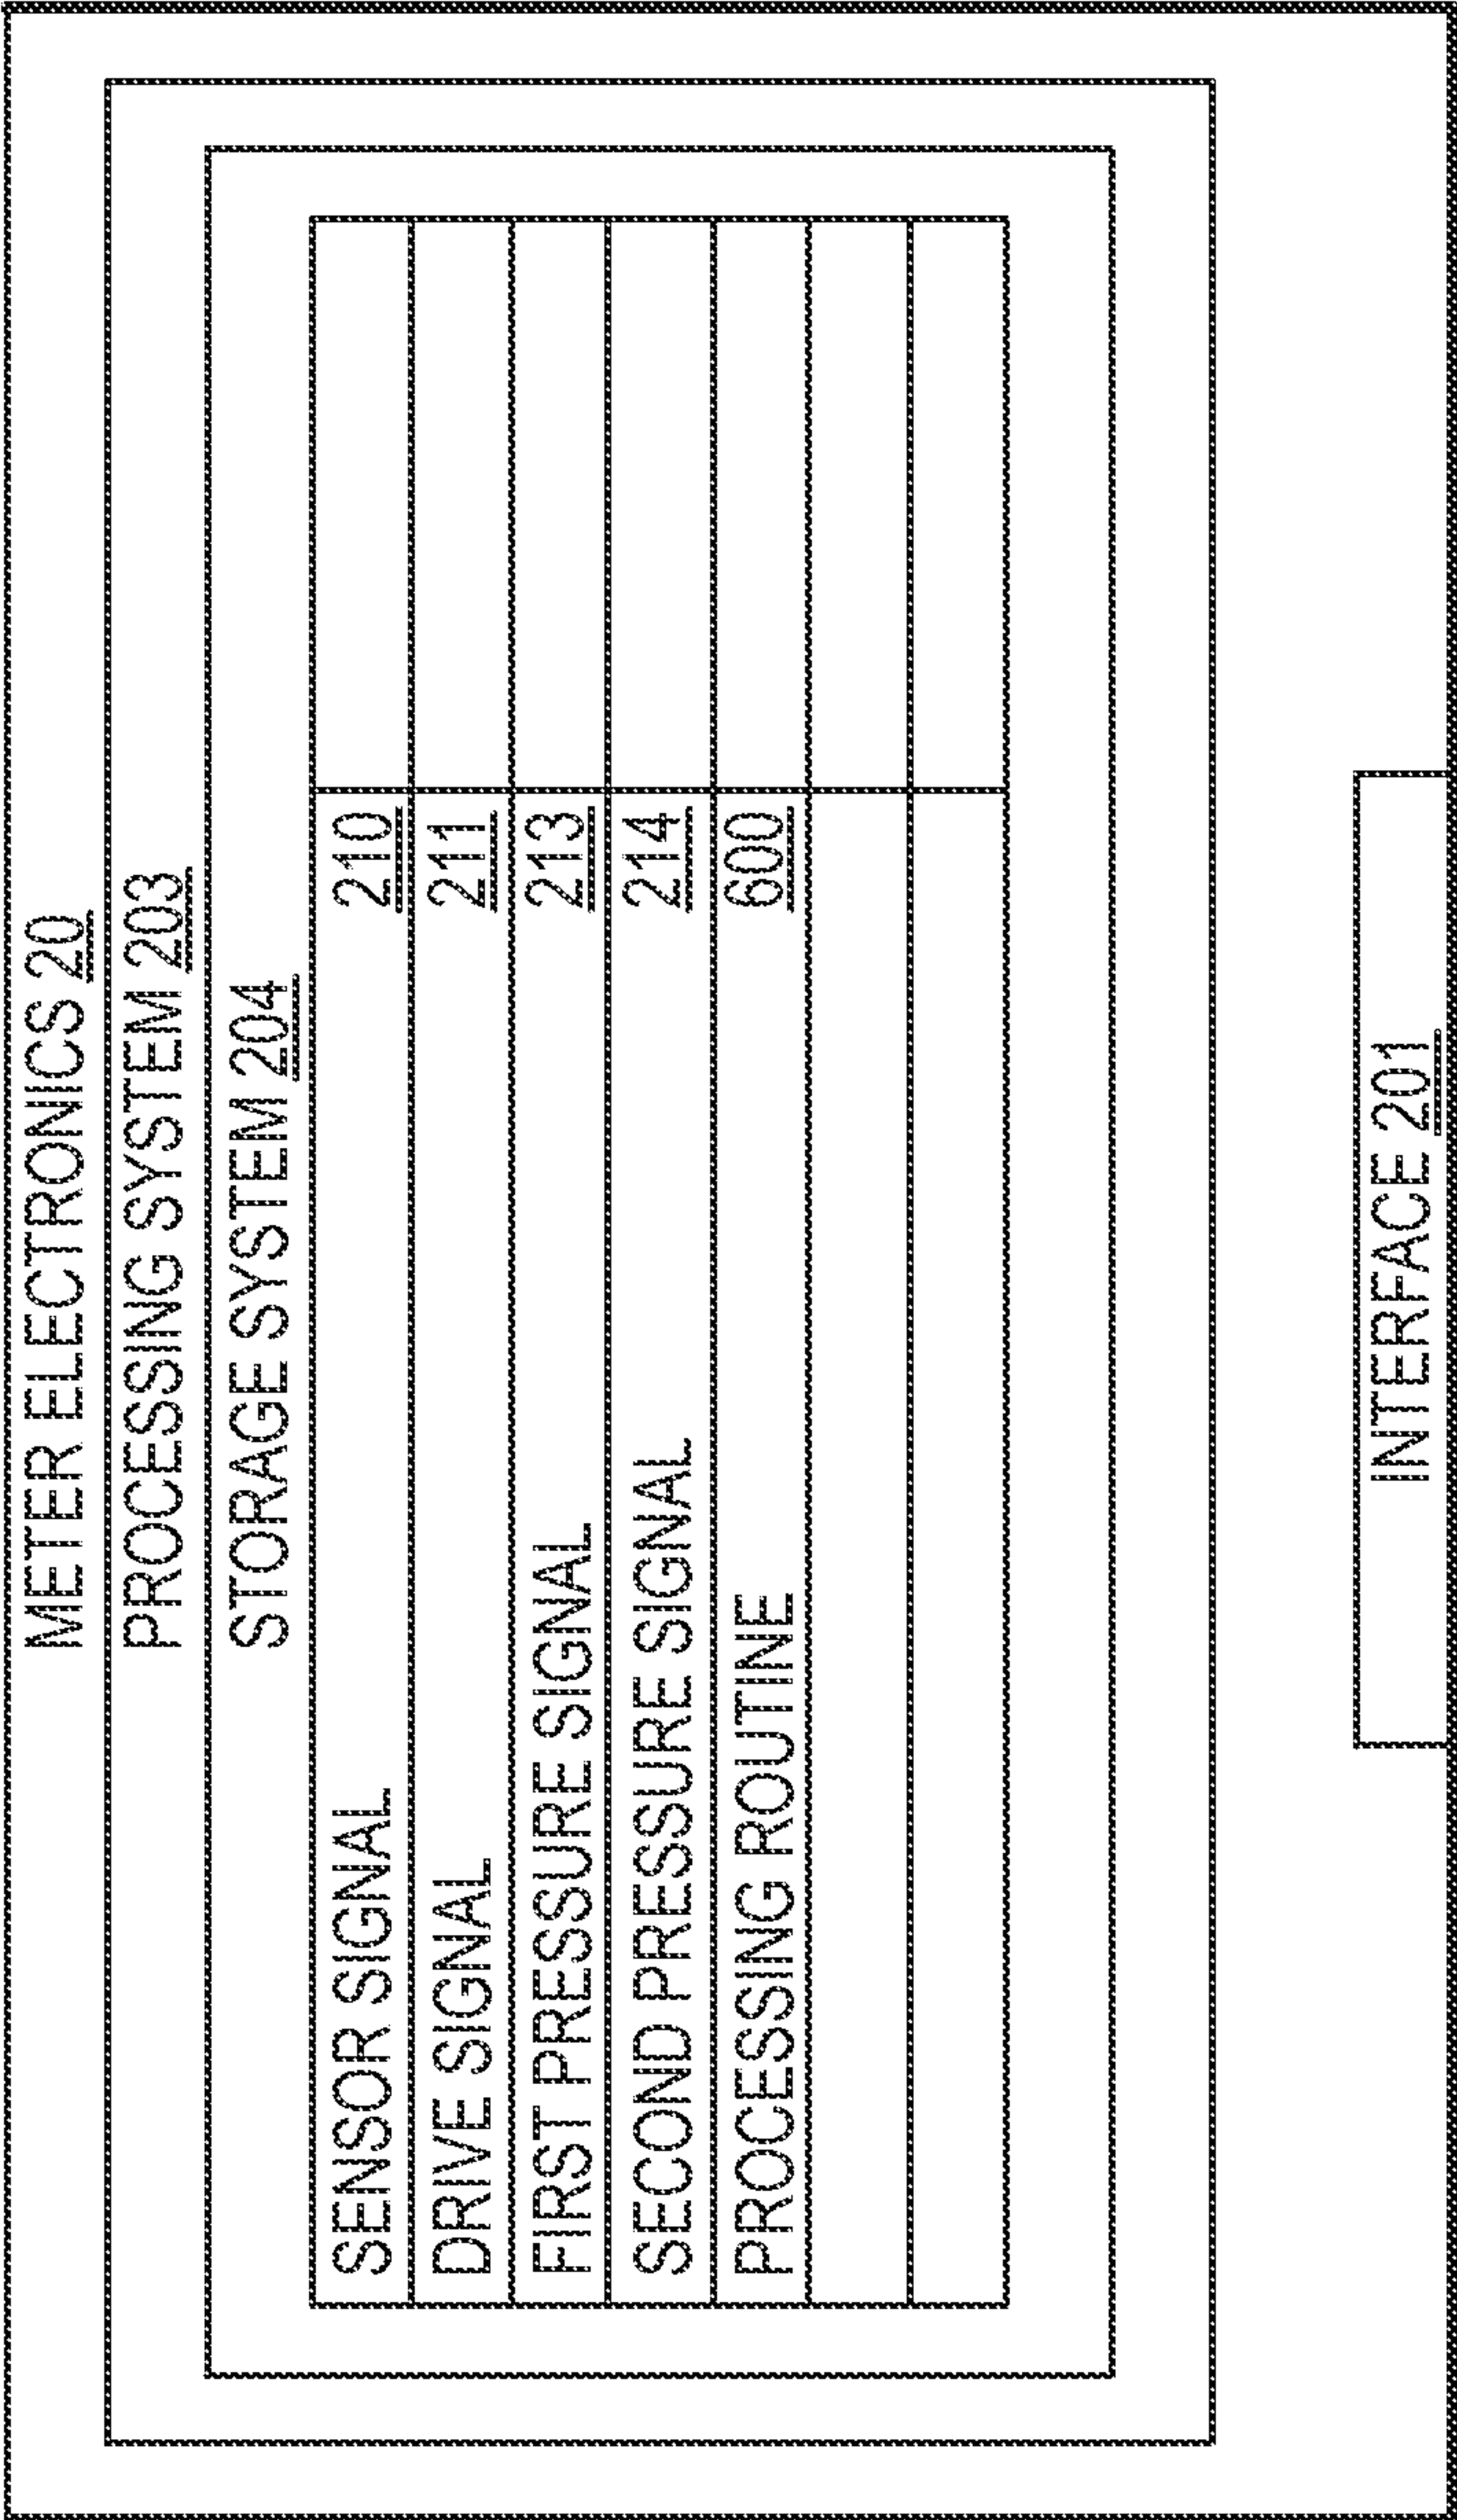 METER ELECTRONICS 20
PROCESSING SYSTEM 203
STORAGE SYSTEM 204
SENSOR SIGNAL 210
DRIVE SIGNAL 211
FIRST PRESSURE SIGNAL 213
SECOND PRESSURE SIGNAL 214
PROCESSING ROUTINE 600
INTERFACE 201